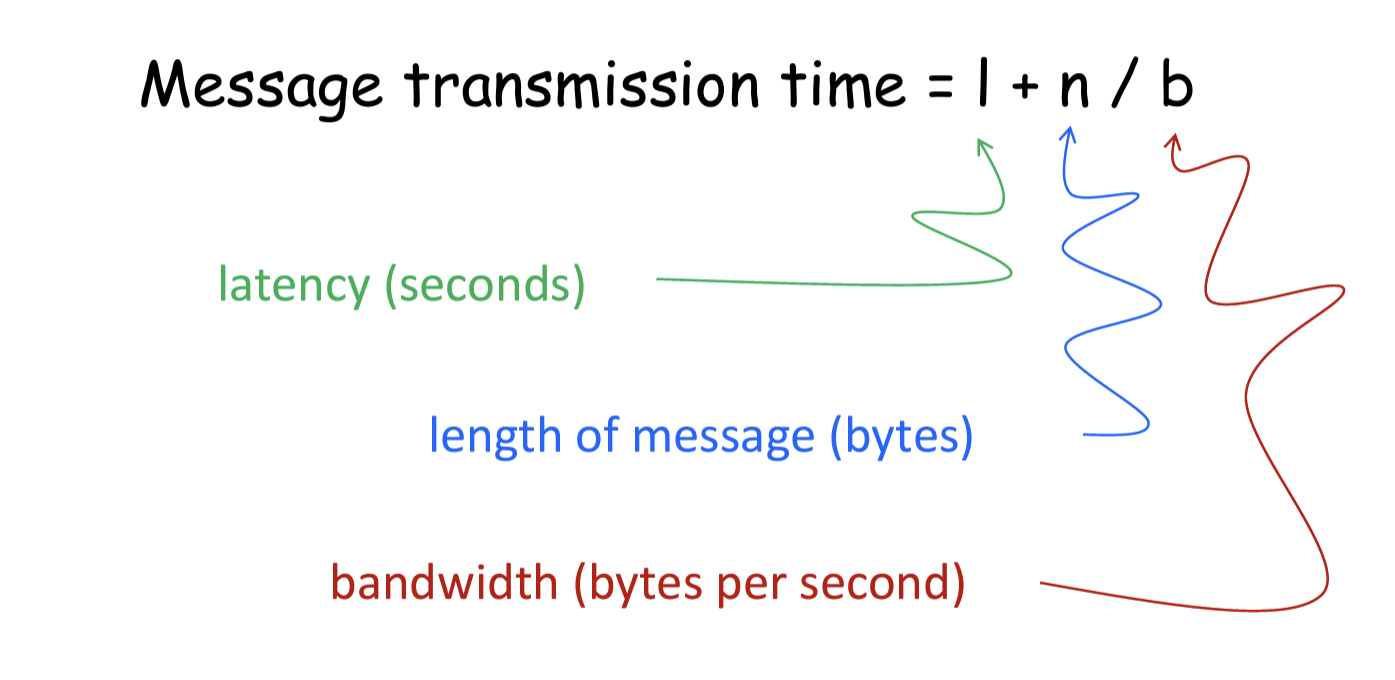 Message transmission time = l + n / b
latency (seconds)
length of message (bytes)
bandwidth (bytes per second)